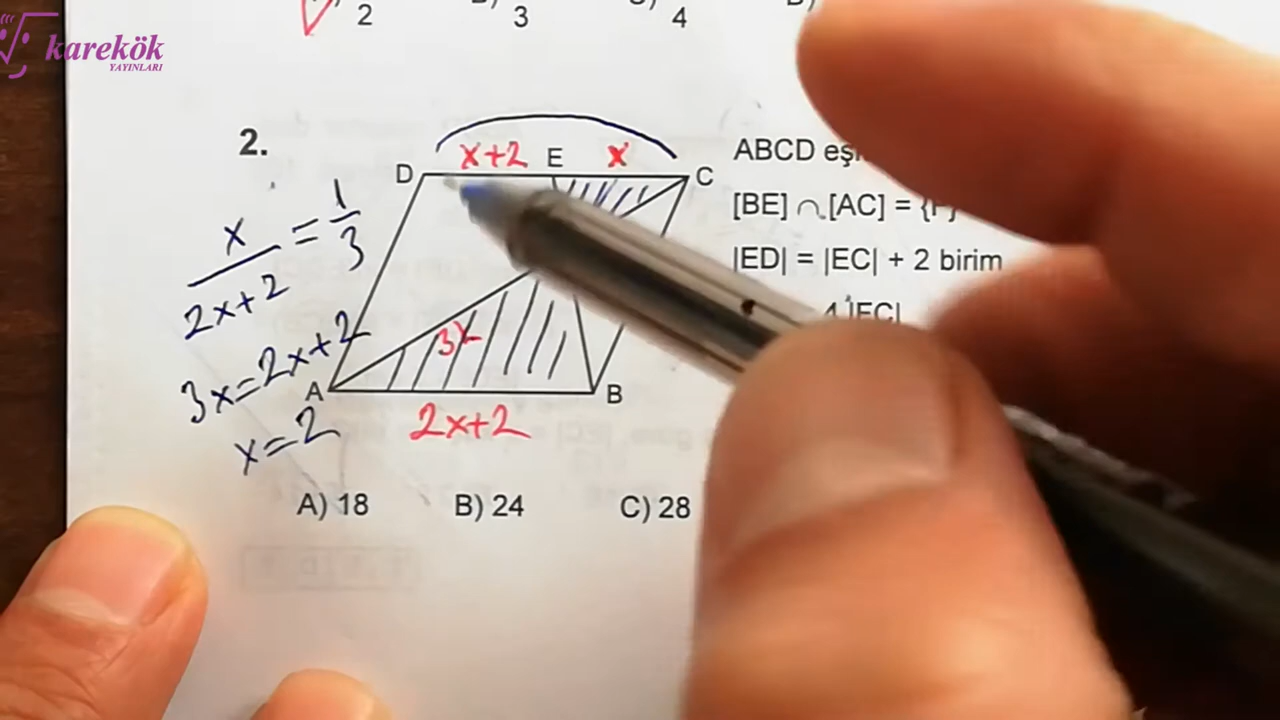 karekök
YAYINLARI
2
3
4
2.
D
x+2
E
x
C
A
B
3k
2x+2
x/2x+2 = 1/3
3x=2x+2
x=2
ABCD
[BE] ∩ [AC] =
|ED| = |EC| + 2 birim
A) 18
B) 24
C) 28